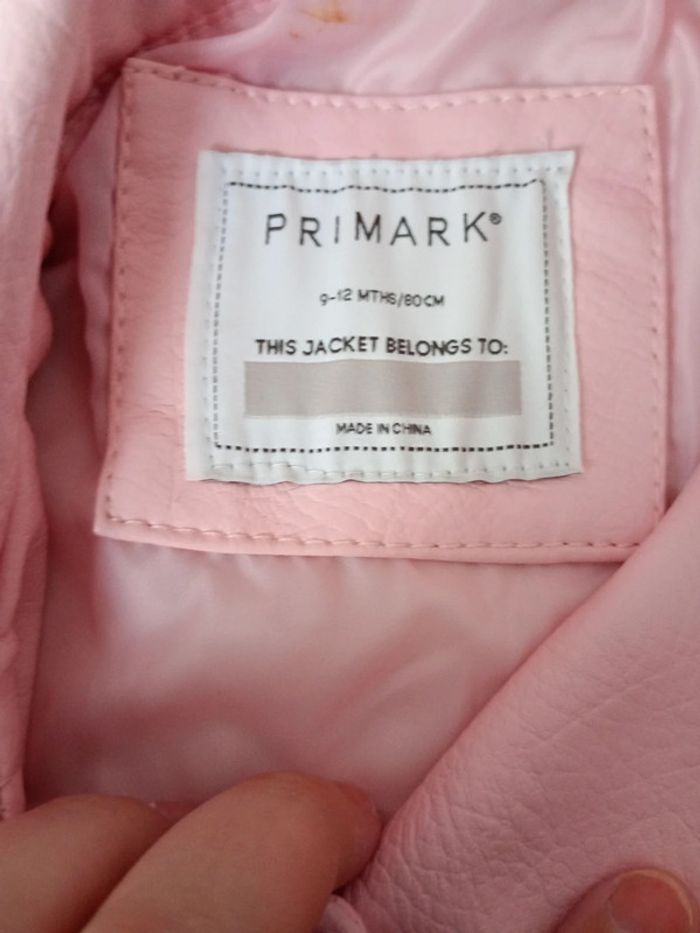 PRIMARK®
9-12 MTHS/80CM
THIS JACKET BELONGS TO:
MADE IN CHINA